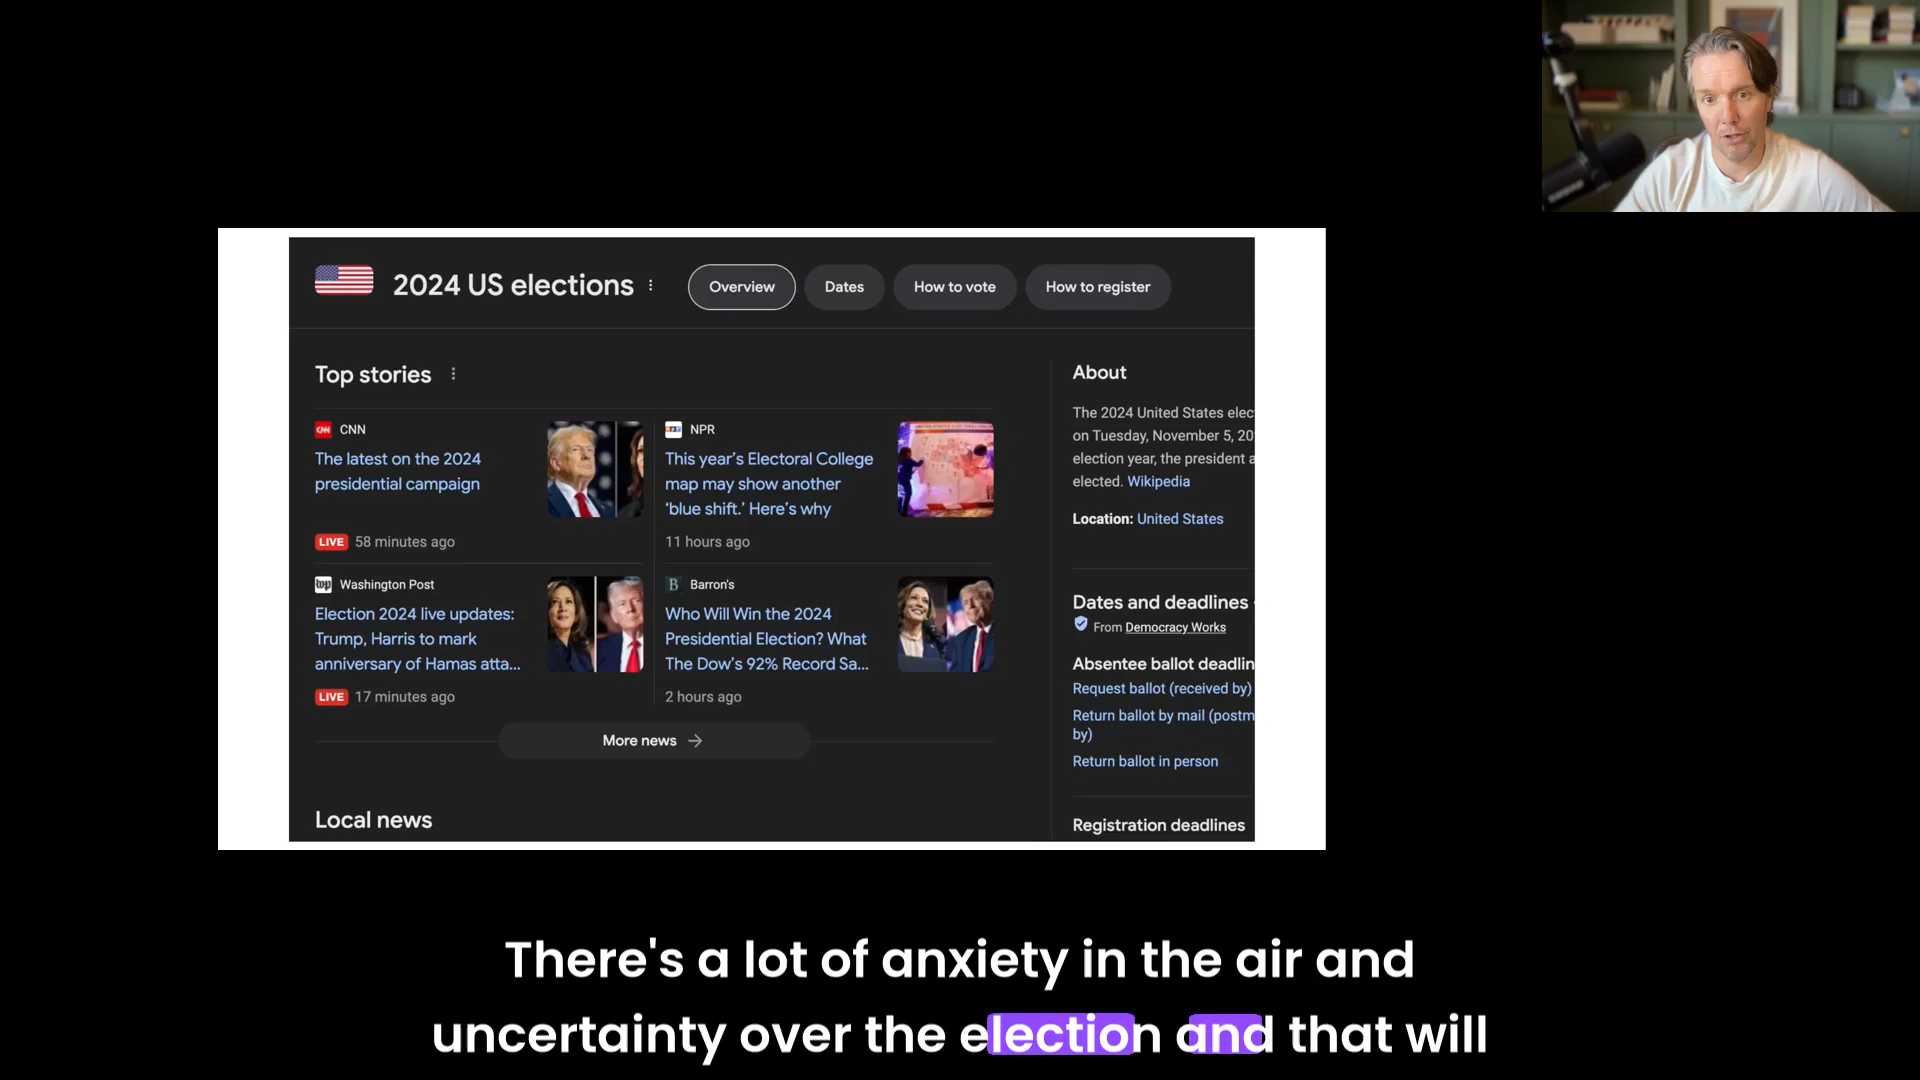 2024 US elections
Overview
Dates
How to vote
How to register
Top stories
CNN
The latest on the 2024
presidential campaign
LIVE 58 minutes ago
NPR
This year's Electoral College
map may show another
‘blue shift.’ Here’s why
11 hours ago
Washington Post
Election 2024 live updates:
Trump, Harris to mark
anniversary of Hamas atta...
LIVE 17 minutes ago
Barron's
Who Will Win the 2024
Presidential Election? What
The Dow’s 92% Record Sa...
2 hours ago
More news
Local news
About
The 2024 United States elec
on Tuesday, November 5, 20
election year, the president a
elected. Wikipedia
Location: United States
Dates and deadlines
From Democracy Works
Absentee ballot deadlin
Request ballot (received by)
Return ballot by mail (postm
by)
Return ballot in person
Registration deadlines
There's a lot of anxiety in the air and
uncertainty over the election and that will